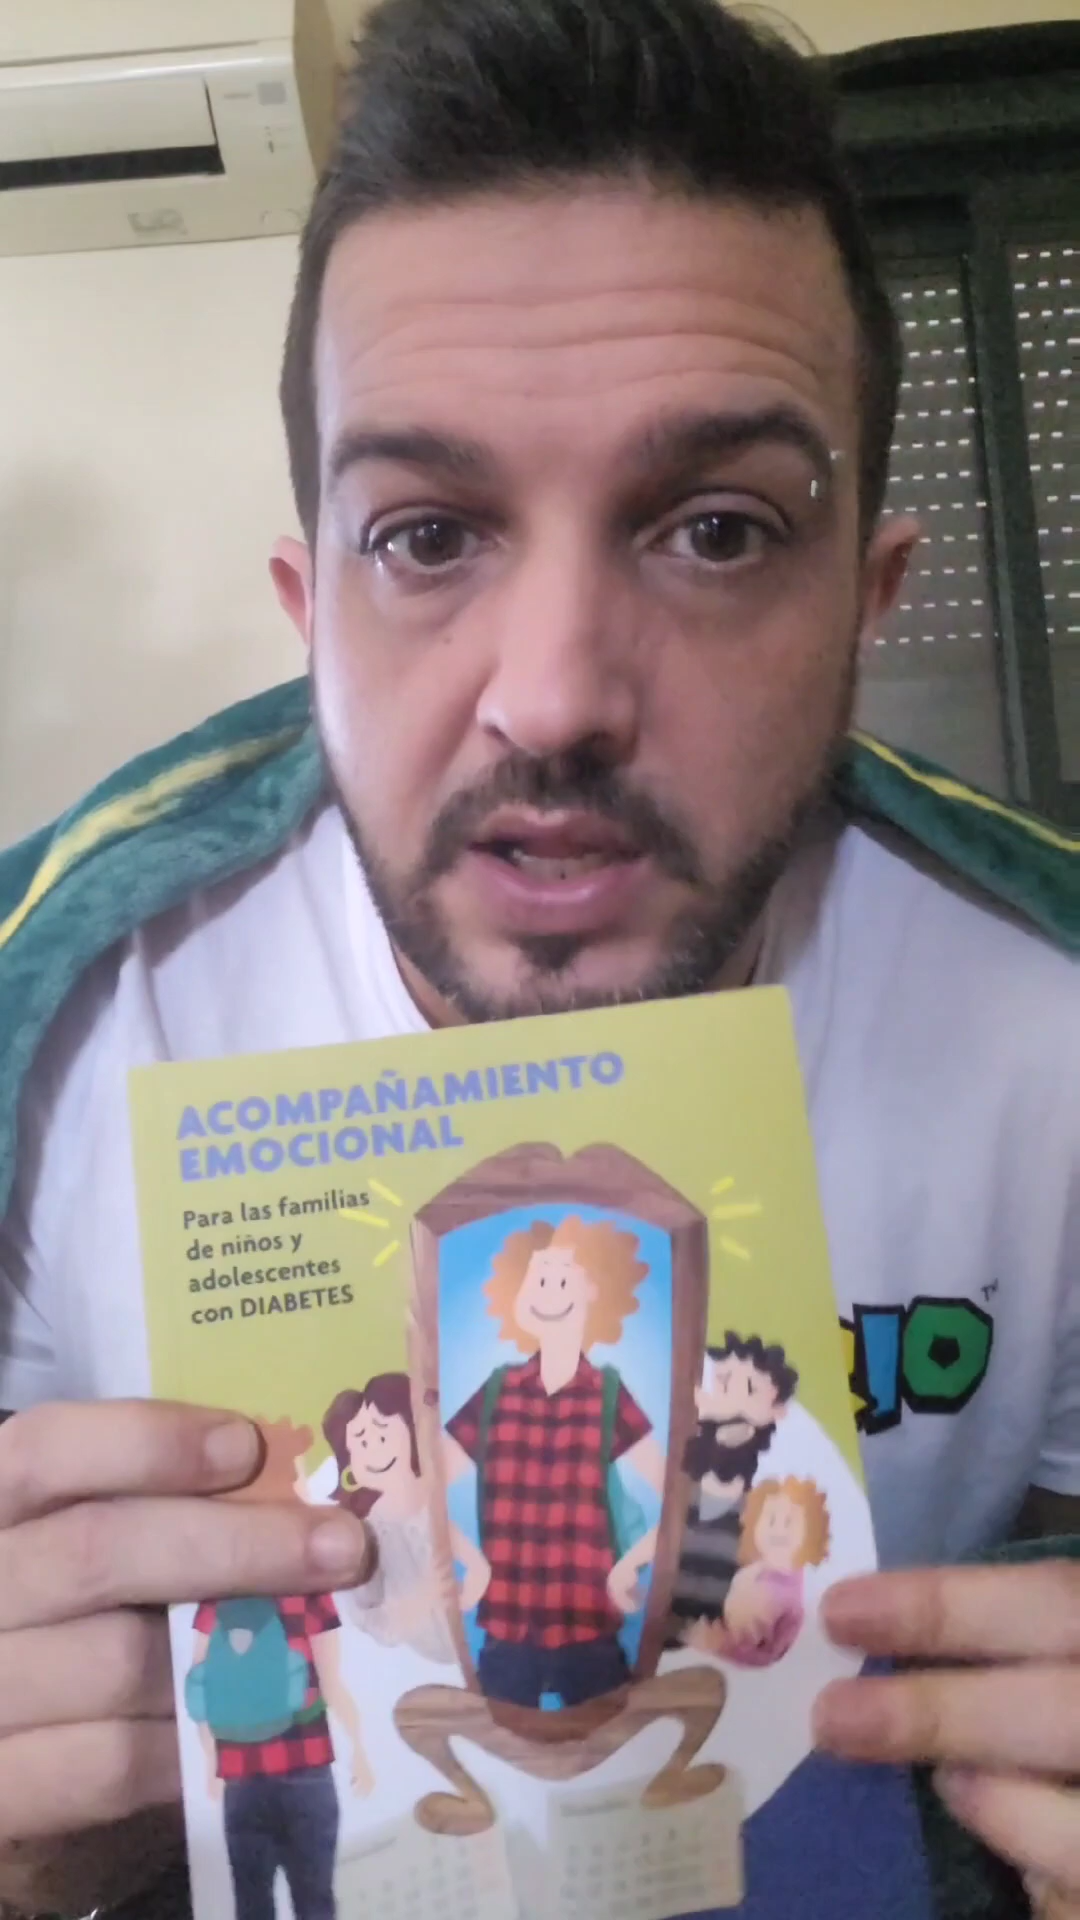 ACOMPAÑAMIENTO
EMOCIONAL
Para las familias
de niños y
adolescentes
con DIABETES